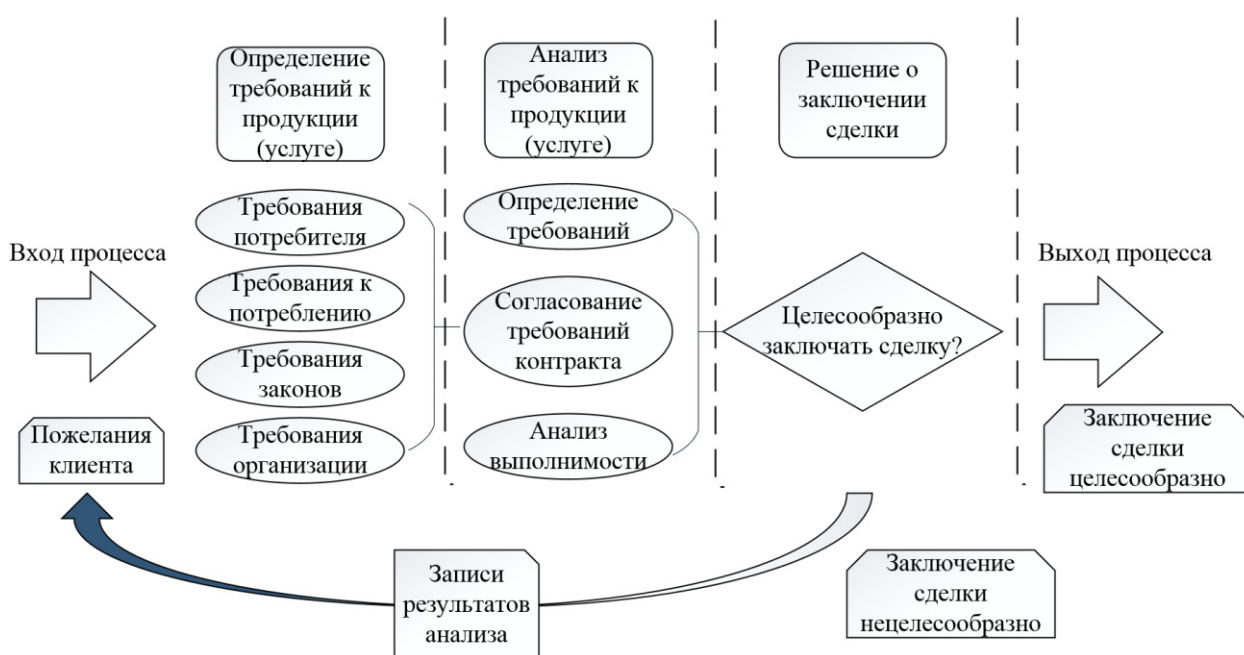 Определение
требований к
продукции
(услуге)
Анализ
требований к
продукции
(услуге)
Решение о
заключении
сделки
Вход процесса
Пожелания
клиента
Требования
потребителя
Требования к
потреблению
Требования
законов
Требования
организации
Определение
требований
Согласование
требований
контракта
Анализ
выполнимости
Целесообразно
заключать сделку?
Выход процесса
Заключение
сделки
целесообразно
Записи
результатов
анализа
Заключение
сделки
нецелесообразно